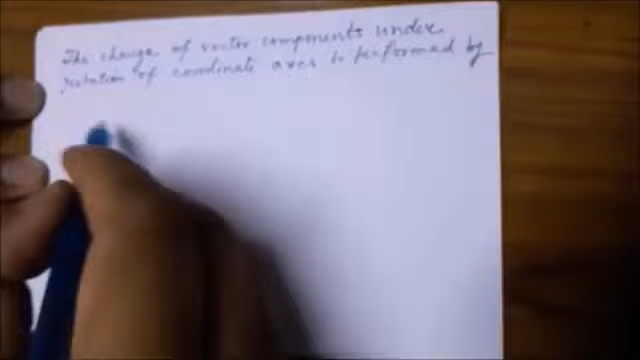 The change of vector components under
rotation of coordinate axes is performed by